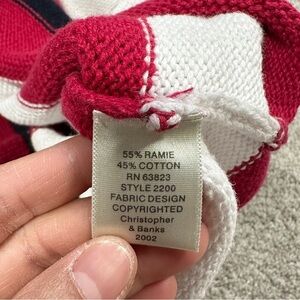 55% RAMIE
45% COTTON
RN 63823
STYLE 2200
FABRIC DESIGN
COPYRIGHTED
Christopher
& Banks
2002